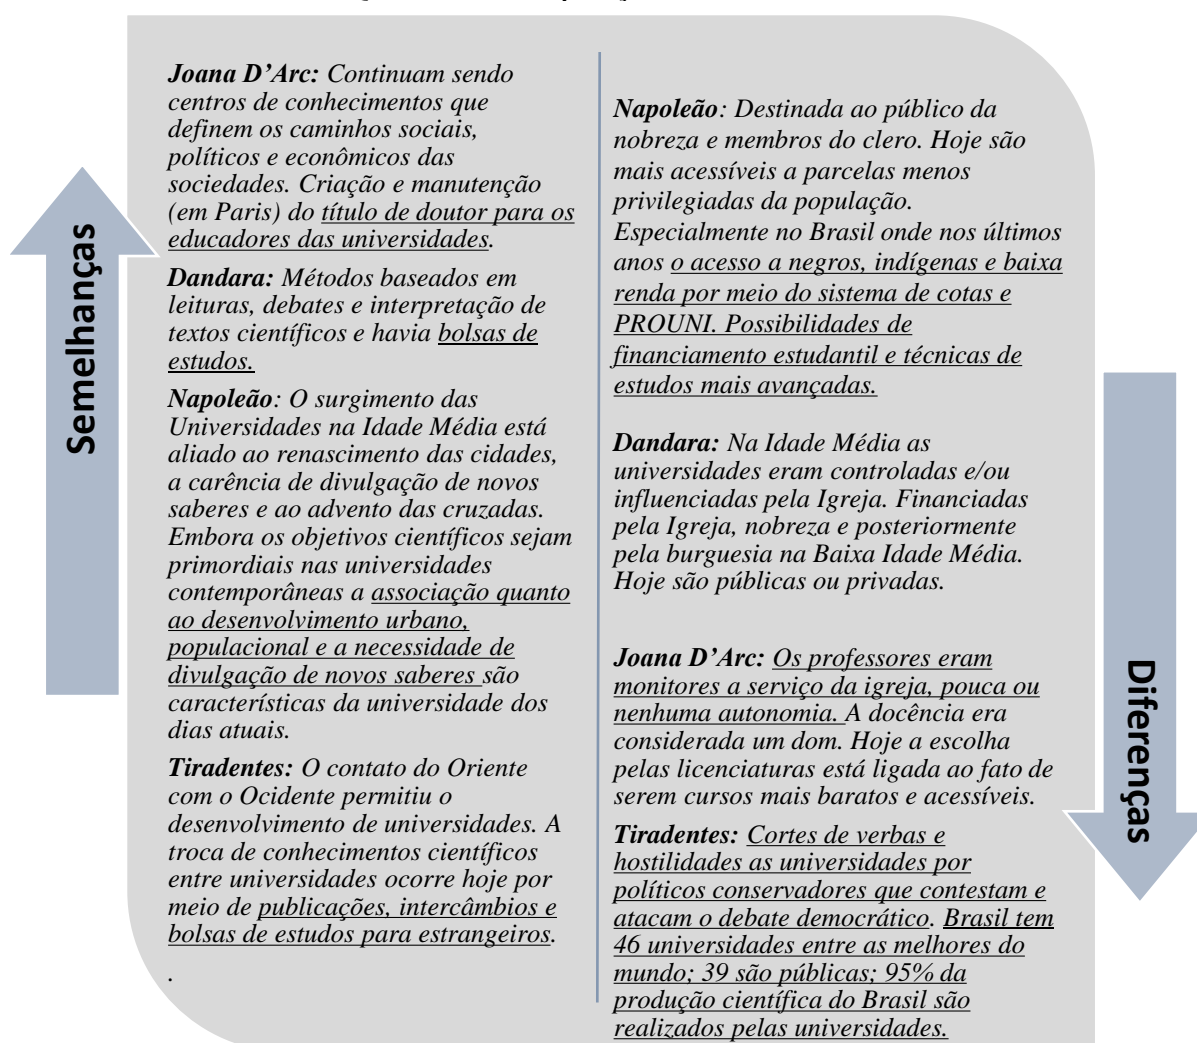 Semelhanças
Joana D’Arc: Continuam sendo
centros de conhecimentos que
definem os caminhos sociais,
políticos e econômicos das
sociedades. Criação e manutenção
(em Paris) do título de doutor para os
educadores das universidades.
Dandara: Métodos baseados em
leituras, debates e interpretação de
textos científicos e havia bolsas de
estudos.
Napoleão: O surgimento das
Universidades na Idade Média está
aliado ao renascimento das cidades,
a carência de divulgação de novos
saberes e ao advento das cruzadas.
Embora os objetivos científicos sejam
primordiais nas universidades
contemporâneas a associação quanto
ao desenvolvimento urbano,
populacional e a necessidade de
divulgação de novos saberes são
características da universidade dos
dias atuais.
Tiradentes: O contato do Oriente
com o Ocidente permitiu o
desenvolvimento de universidades. A
troca de conhecimentos científicos
entre universidades ocorre hoje por
meio de publicações, intercâmbios e
bolsas de estudos para estrangeiros.
.
Napoleão: Destinada ao público da
nobreza e membros do clero. Hoje são
mais acessíveis a parcelas menos
privilegiadas da população.
Especialmente no Brasil onde nos últimos
anos o acesso a negros, indígenas e baixa
renda por meio do sistema de cotas e
PROUNI. Possibilidades de
financiamento estudantil e técnicas de
estudos mais avançadas.
Dandara: Na Idade Média as
universidades eram controladas e/ou
influenciadas pela Igreja. Financiadas
pela Igreja, nobreza e posteriormente
pela burguesia na Baixa Idade Média.
Hoje são públicas ou privadas.
Joana D’Arc: Os professores eram
monitores a serviço da igreja, pouca ou
nenhuma autonomia. A docência era
considerada um dom. Hoje a escolha
pelas licenciaturas está ligada ao fato de
serem cursos mais baratos e acessíveis.
Tiradentes: Cortes de verbas e
hostilidades as universidades por
políticos conservadores que contestam e
atacam o debate democrático. Brasil tem
46 universidades entre as melhores do
mundo; 39 são públicas; 95% da
produção científica do Brasil são
realizados pelas universidades.
Diferenças